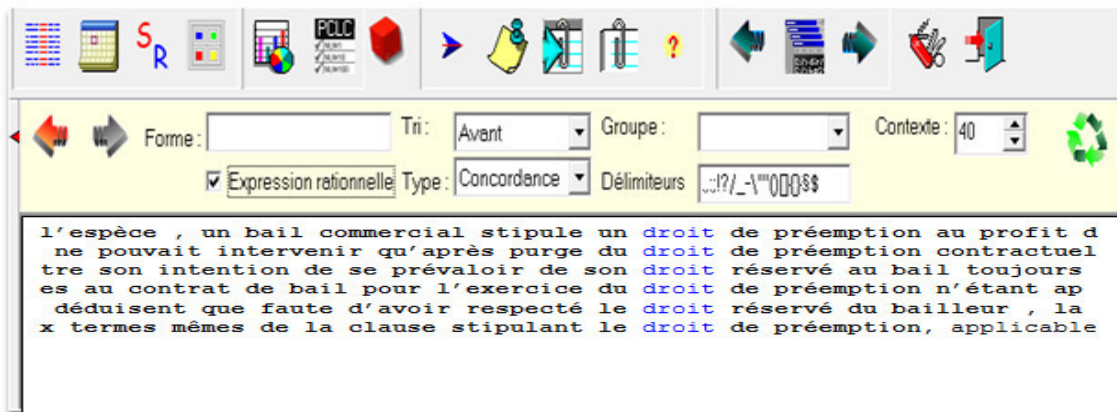 S
R
PCLC
NUM1
NUM10
NUM100
?
Forme :
Tri :
Avant
Groupe :
Contexte : 40
Expression rationnelle
Type :
Concordance
Délimiteurs
l'espèce , un bail commercial stipule un droit de préemption au profit d
ne pouvait intervenir qu'après purge du droit de préemption contractuel
tre son intention de se prévaloir de son droit réservé au bail toujours
es au contrat de bail pour l'exercice du droit de préemption n'étant ap
déduisent que faute d'avoir respecté le droit réservé du bailleur , la
x termes mêmes de la clause stipulant le droit de préemption, applicable